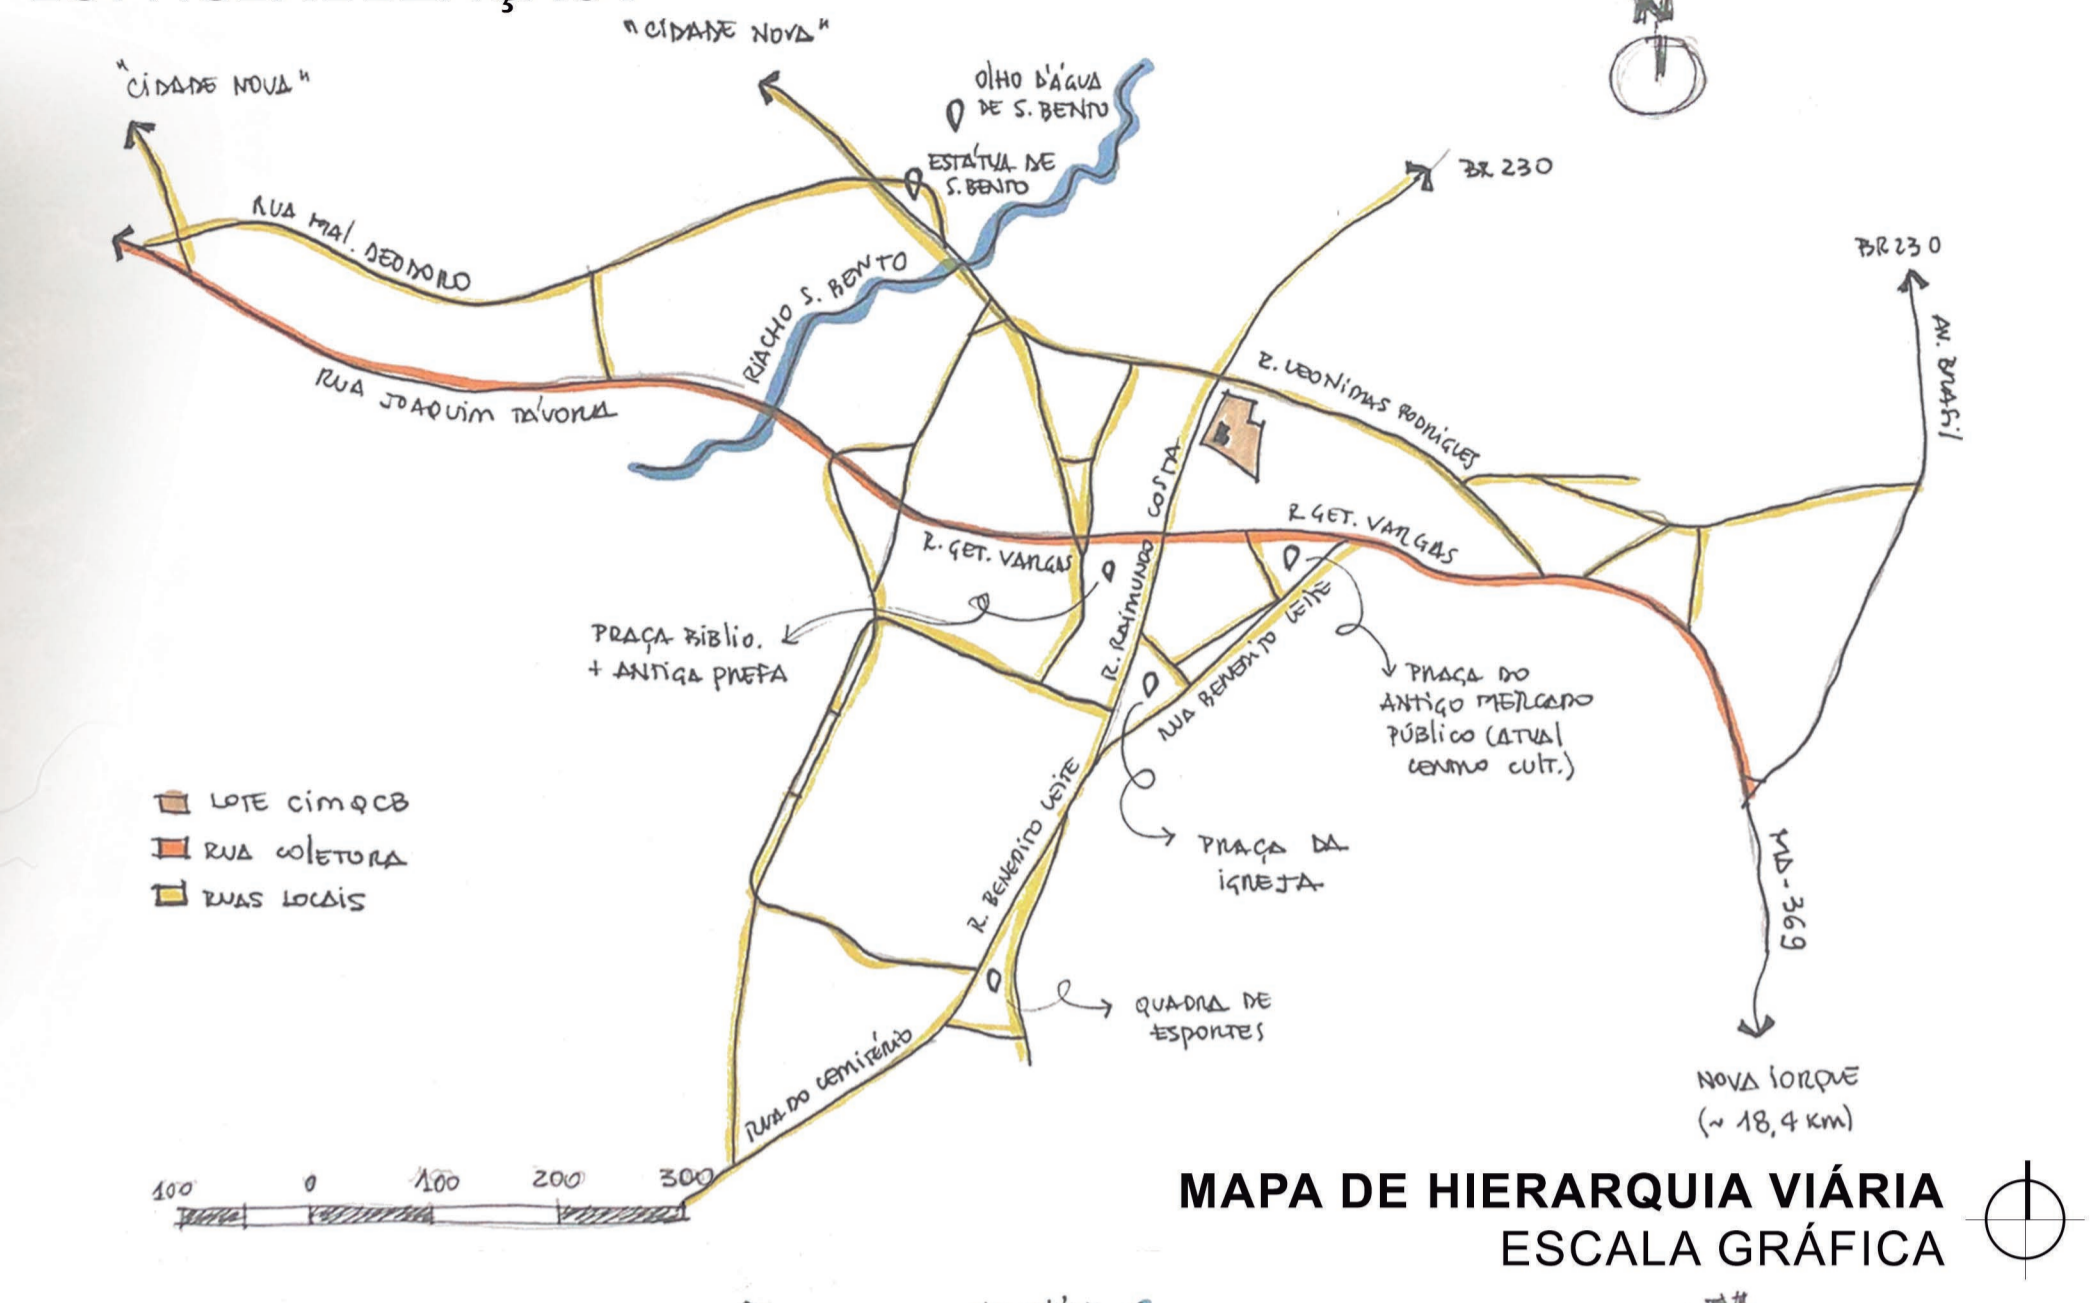 "CIDADE NOVA"
"CIDADE NOVA"
N
OLHO D'ÁGUA
DE S. BENTO
ESTÁTUA DE
S. BENTO
BR 230
BR 230
AV. BRASIL
RUA MAL. DEODORO
RIACHO S. BENTO
RUA JOAQUIM TÁVORA
R. LEONIDAS RODRIGUES
R. RAIMUNDO COSTA
R. GET. VARGAS
R GET. VARGAS
PRAÇA BIBLIO.
+ ANTIGA PREFA
RUA BENEDITO LEITE
PRAÇA DO
ANTIGO MERCADO
PÚBLICO (ATUAL
CENTRO CULT.)
LOTE CIMQCB
RUA COLETORA
RUAS LOCAIS
R. BENEDITO LEITE
PRAÇA DA
IGREJA
MA-369
QUADRA DE
ESPORTES
RUA DO CEMITÉRIO
NOVA IORQUE
(~ 18,4 KM)
100 0 100 200 300
MAPA DE HIERARQUIA VIÁRIA
ESCALA GRÁFICA